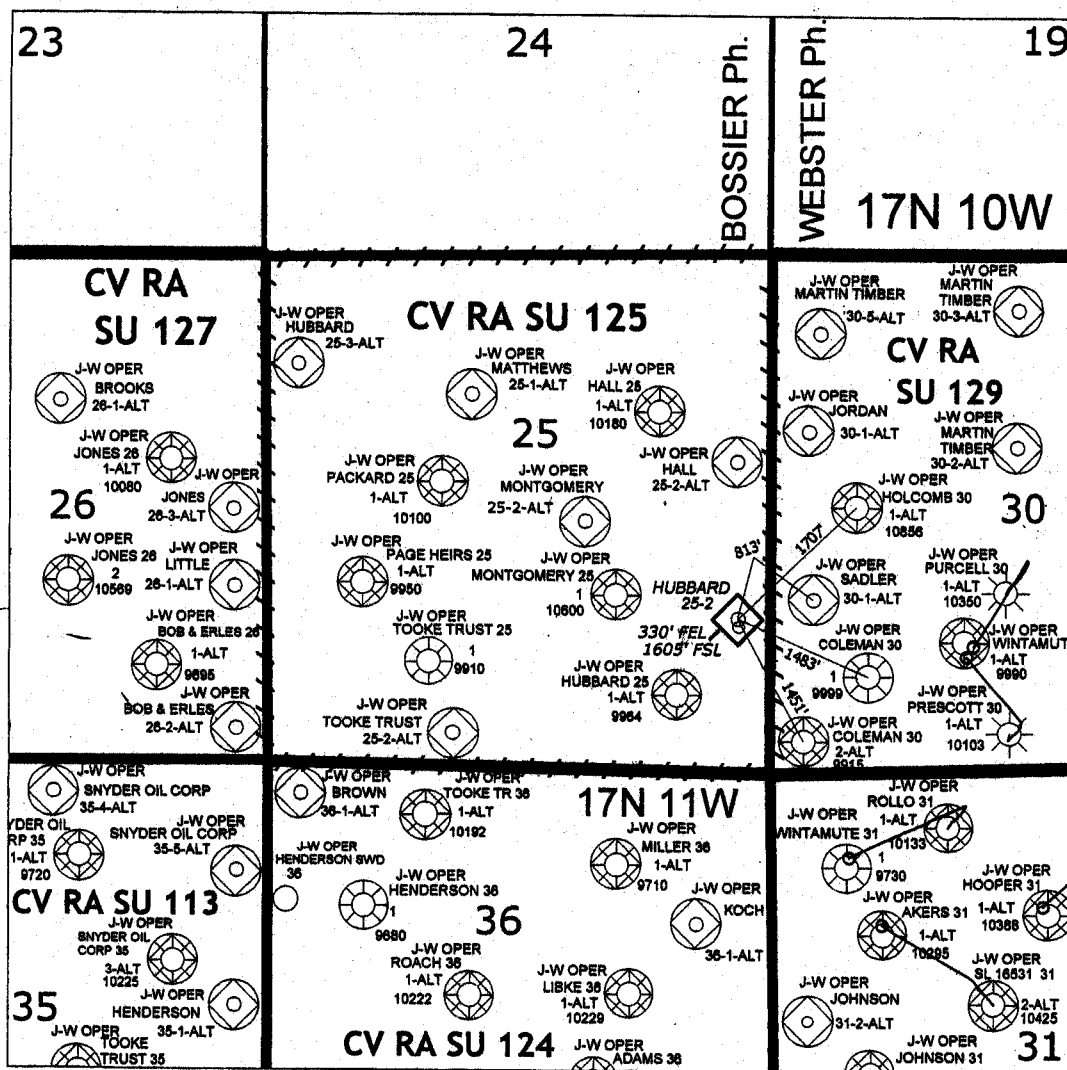 23
24
19
BOSSIER Ph.
WEBSTER Ph.
17N 10W
CV RA
SU 127
J-W OPER
BROOKS
26-1-ALT
J-W OPER
JONES 26
1-ALT
10080
J-W OPER
JONES
26-3-ALT
26
J-W OPER
JONES 26
2
10569
J-W OPER
LITTLE
26-1-ALT
J-W OPER
BOB & ERLES 26
1-ALT
9695
J-W OPER
BOB & ERLES
26-2-ALT
J-W OPER
HUBBARD
25-3-ALT
CV RA SU 125
J-W OPER
MATTHEWS
25-1-ALT
J-W OPER
HALL 25
1-ALT
10180
25
J-W OPER
PACKARD 25
1-ALT
10100
J-W OPER
MONTGOMERY
25-2-ALT
J-W OPER
HALL
25-2-ALT
J-W OPER
PAGE HEIRS 25
1-ALT
9950
J-W OPER
MONTGOMERY 25
1
10600
HUBBARD
25-2
330' FEL
1605' FSL
J-W OPER
TOOKE TRUST 25
1
9910
J-W OPER
HUBBARD 25
1-ALT
9964
J-W OPER
TOOKE TRUST
25-2-ALT
J-W OPER
MARTIN TIMBER
30-5-ALT
J-W OPER
MARTIN
TIMBER
30-3-ALT
CV RA
SU 129
J-W OPER
JORDAN
30-1-ALT
J-W OPER
MARTIN
TIMBER
30-2-ALT
J-W OPER
HOLCOMB 30
1-ALT
10856
30
813'
1707'
J-W OPER
SADLER
30-1-ALT
J-W OPER
PURCELL 30
1-ALT
10350
J-W OPER
COLEMAN 30
1
9999
1483'
1451'
J-W OPER
WINTAMUT
1-ALT
9990
J-W OPER
PRESCOTT 30
1-ALT
10103
J-W OPER
COLEMAN 30
2-ALT
9915
J-W OPER
SNYDER OIL CORP
35-4-ALT
YDER OIL
RP 35
1-ALT
9720
SNYDER OIL CORP
35-5-ALT
J-W OPER
CV RA SU 113
J-W OPER
SNYDER OIL
CORP 35
3-ALT
10225
35
J-W OPER
HENDERSON
35-1-ALT
J-W OPER
TOOKE
TRUST 35
J-W OPER
BROWN
36-1-ALT
J-W OPER
TOOKE TR 36
1-ALT
10192
17N 11W
J-W OPER
HENDERSON SWD
36
J-W OPER
HENDERSON 36
1
9680
J-W OPER
MILLER 36
1-ALT
9710
36
J-W OPER
KOCH
36-1-ALT
J-W OPER
ROACH 36
1-ALT
10222
J-W OPER
LIBKE 36
1-ALT
10229
CV RA SU 124
J-W OPER
ADAMS 36
J-W OPER
ROLLO 31
1-ALT
10133
J-W OPER
WINTAMUTE 31
1
9730
J-W OPER
HOOPER 31
1-ALT
10388
J-W OPER
AKERS 31
1-ALT
10295
J-W OPER
SL 16531 31
2-ALT
10425
J-W OPER
JOHNSON
31-2-ALT
31
J-W OPER
JOHNSON 31